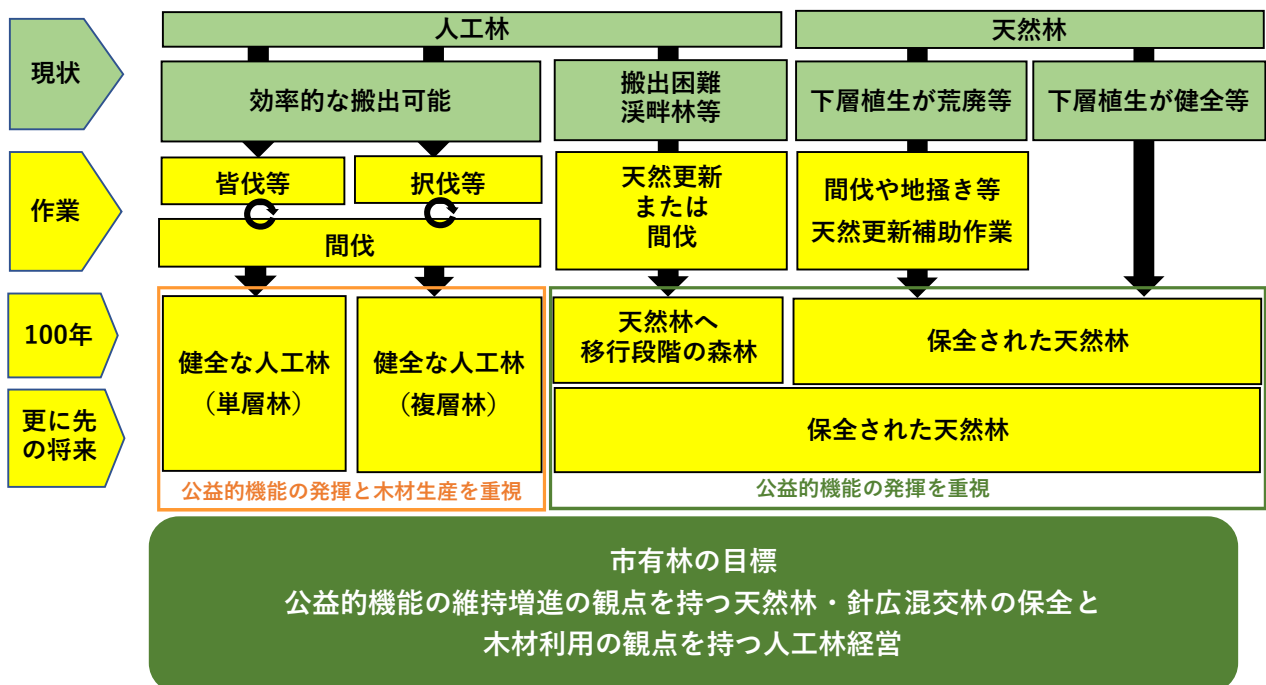 現状
人工林
天然林
効率的な搬出可能
搬出困難
渓畔林等
下層植生が荒廃等
下層植生が健全等
作業
皆伐等
択伐等
間伐
天然更新
または
間伐
間伐や地掻き等
天然更新補助作業
100年
更に先
の将来
健全な人工林
（単層林）
健全な人工林
（複層林）
天然林へ
移行段階の森林
保全された天然林
保全された天然林
公益的機能の発揮と木材生産を重視
公益的機能の発揮を重視
市有林の目標
公益的機能の維持増進の観点を持つ天然林・針広混交林の保全と
木材利用の観点を持つ人工林経営